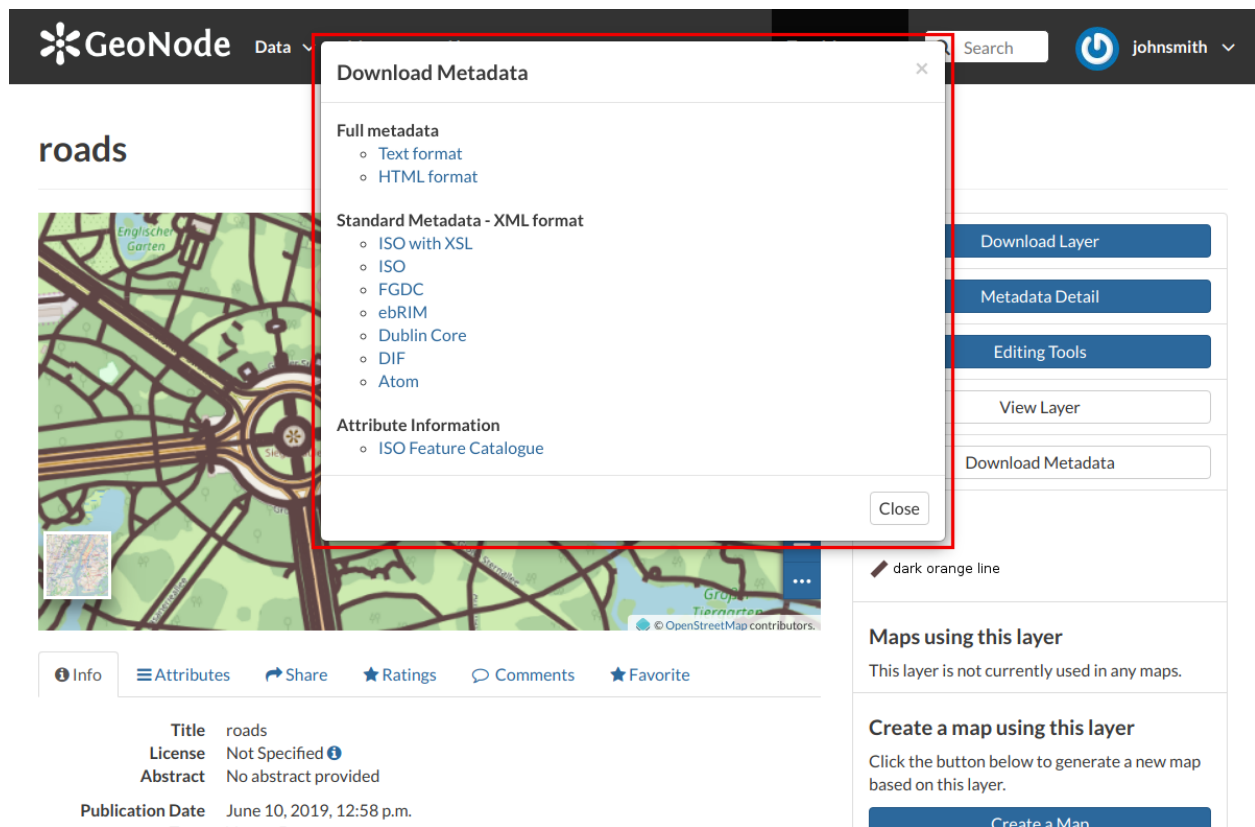 GeoNode
Data
Search
johnsmith
Download Metadata
×
Full metadata
Text format
HTML format
Standard Metadata - XML format
ISO with XSL
ISO
FGDC
ebRIM
Dublin Core
DIF
Atom
Attribute Information
ISO Feature Catalogue
Close
roads
Englischer
Garten
Download Layer
Metadata Detail
Editing Tools
View Layer
Download Metadata
dark orange line
Tiergarten
© OpenStreetMap contributors.
Maps using this layer
This layer is not currently used in any maps.
Info
Attributes
Share
Ratings
Comments
Favorite
Title roads
License Not Specified
Abstract No abstract provided
Publication Date June 10, 2019, 12:58 p.m.
Create a map using this layer
Click the button below to generate a new map
based on this layer.
Create a Map